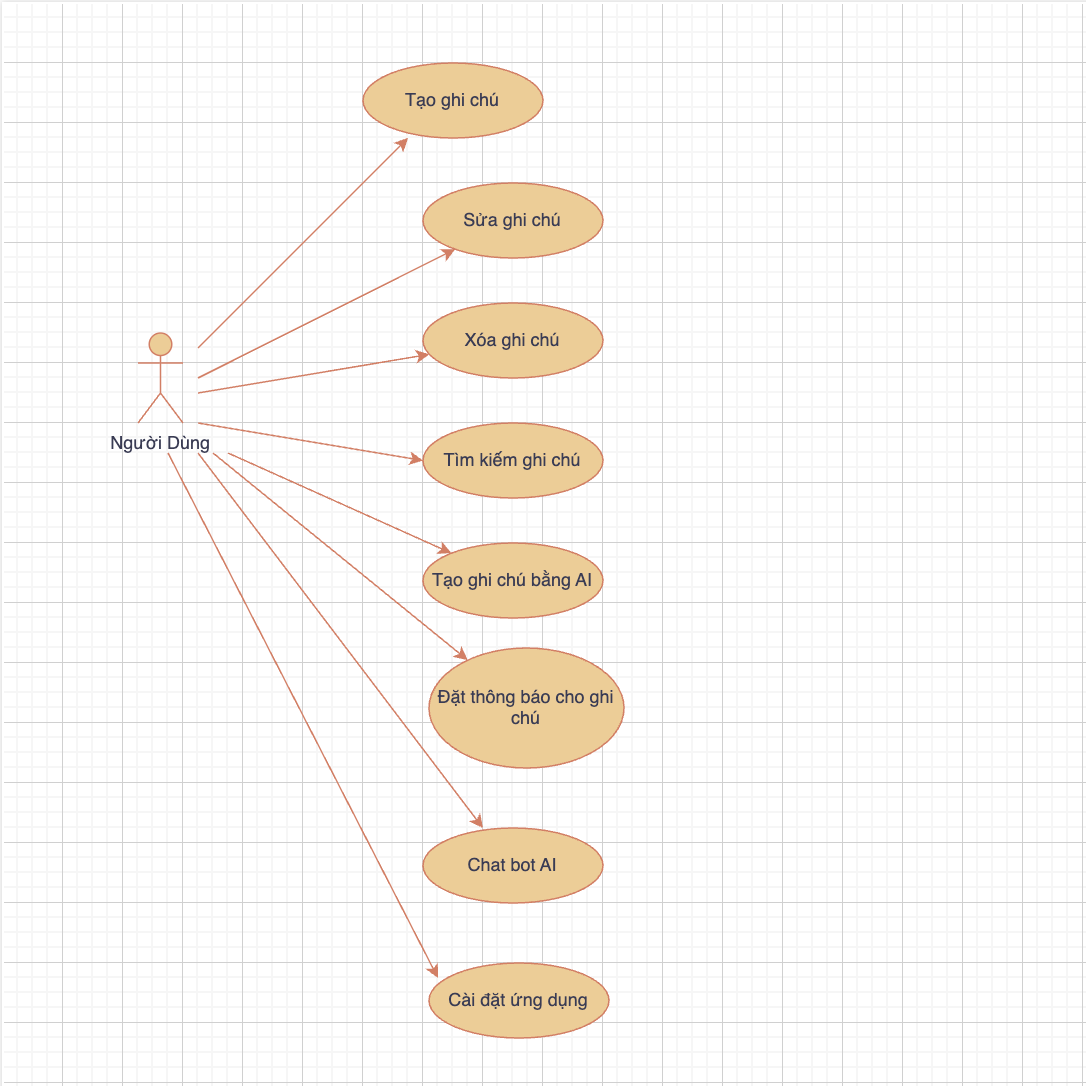 Tạo ghi chú
Sửa ghi chú
Xóa ghi chú
Người Dùng
Tìm kiếm ghi chú
Tạo ghi chú bằng AI
Đặt thông báo cho ghi
chú
Chat bot AI
Cài đặt ứng dụng